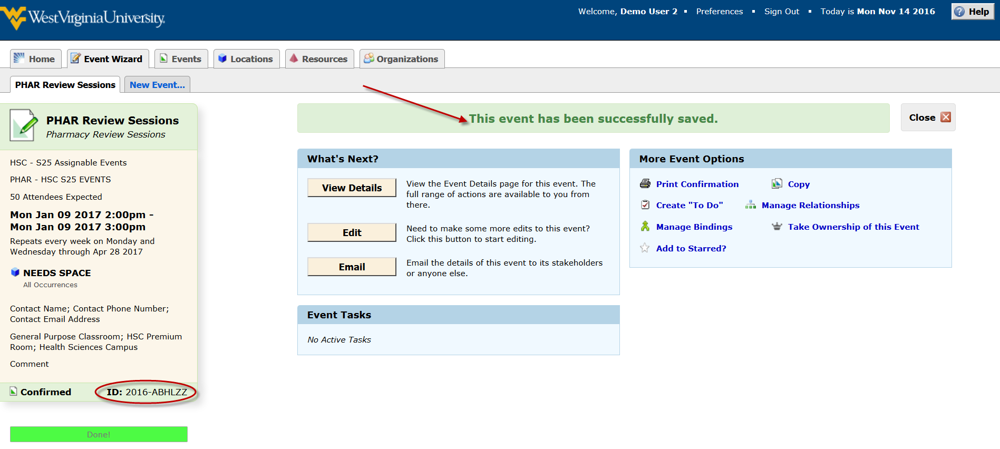 West Virginia University.
Welcome, Demo User 2 ▪ Preferences ▪ Sign Out ▪ Today is Mon Nov 14 2016
Help
Home
Event Wizard
Events
Locations
Resources
Organizations
PHAR Review Sessions
New Event...
PHAR Review Sessions
Pharmacy Review Sessions
HSC - S25 Assignable Events
PHAR - HSC S25 EVENTS
50 Attendees Expected
Mon Jan 09 2017 2:00pm -
Mon Jan 09 2017 3:00pm
Repeats every week on Monday and
Wednesday through Apr 28 2017
NEEDS SPACE
All Occurrences
Contact Name; Contact Phone Number;
Contact Email Address
General Purpose Classroom; HSC Premium
Room; Health Sciences Campus
Comment
Confirmed
ID: 2016-ABHLZZ
Done!
This event has been successfully saved.
Close
What's Next?
View Details
View the Event Details page for this event. The
full range of actions are available to you from
there.
Edit
Need to make some more edits to this event?
Click this button to start editing.
Email
Email the details of this event to its stakeholders
or anyone else.
Event Tasks
No Active Tasks
More Event Options
Print Confirmation
Copy
Create "To Do"
Manage Relationships
Manage Bindings
Take Ownership of this Event
Add to Starred?